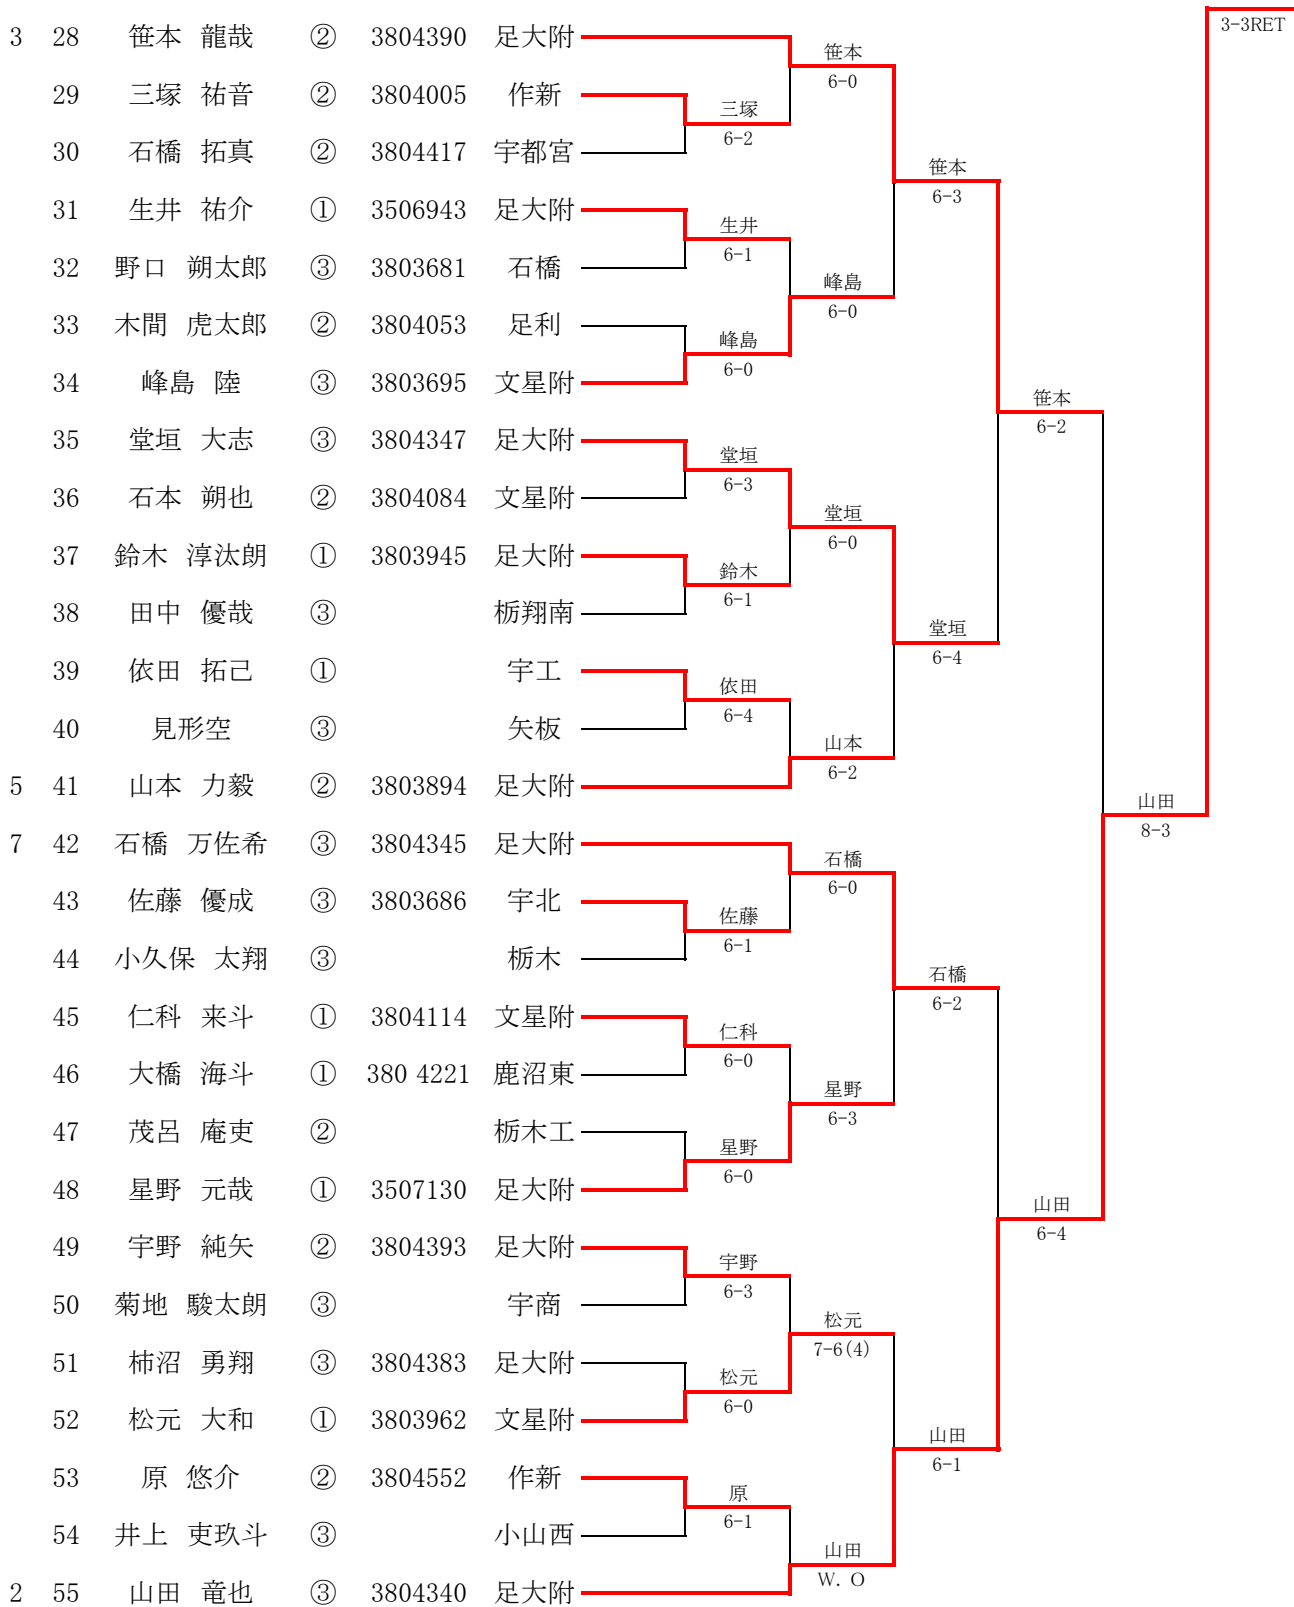 3-3RET
3 28 笹本 龍哉 ② 3804390 足大附
笹本
6-0
29 三塚 祐音 ② 3804005 作新
三塚
6-2
30 石橋 拓真 ② 3804417 宇都宮
笹本
6-3
31 生井 祐介 ① 3506943 足大附
生井
6-1
32 野口 朔太郎 ③ 3803681 石橋
峰島
6-0
33 木間 虎太郎 ② 3804053 足利
峰島
6-0
34 峰島 陸 ③ 3803695 文星附
笹本
6-2
35 堂垣 大志 ③ 3804347 足大附
堂垣
6-3
36 石本 朔也 ② 3804084 文星附
堂垣
6-0
37 鈴木 淳汰朗 ① 3803945 足大附
鈴木
6-1
38 田中 優哉 ③ 栃翔南
堂垣
6-4
39 依田 拓己 ① 宇工
依田
6-4
40 見形空 ③ 矢板
山本
6-2
5 41 山本 力毅 ② 3803894 足大附
山田
8-3
7 42 石橋 万佐希 ③ 3804345 足大附
石橋
6-0
43 佐藤 優成 ③ 3803686 宇北
佐藤
6-1
44 小久保 太翔 ③ 栃木
石橋
6-2
45 仁科 来斗 ① 3804114 文星附
仁科
6-0
46 大橋 海斗 ① 380 4221 鹿沼東
星野
6-3
47 茂呂 庵吏 ② 栃木工
星野
6-0
48 星野 元哉 ① 3507130 足大附
山田
6-4
49 宇野 純矢 ② 3804393 足大附
宇野
6-3
50 菊地 駿太朗 ③ 宇商
松元
7-6(4)
51 柿沼 勇翔 ③ 3804383 足大附
松元
6-0
52 松元 大和 ① 3803962 文星附
山田
6-1
53 原 悠介 ② 3804552 作新
原
6-1
54 井上 吏玖斗 ③ 小山西
山田
W. O
2 55 山田 竜也 ③ 3804340 足大附